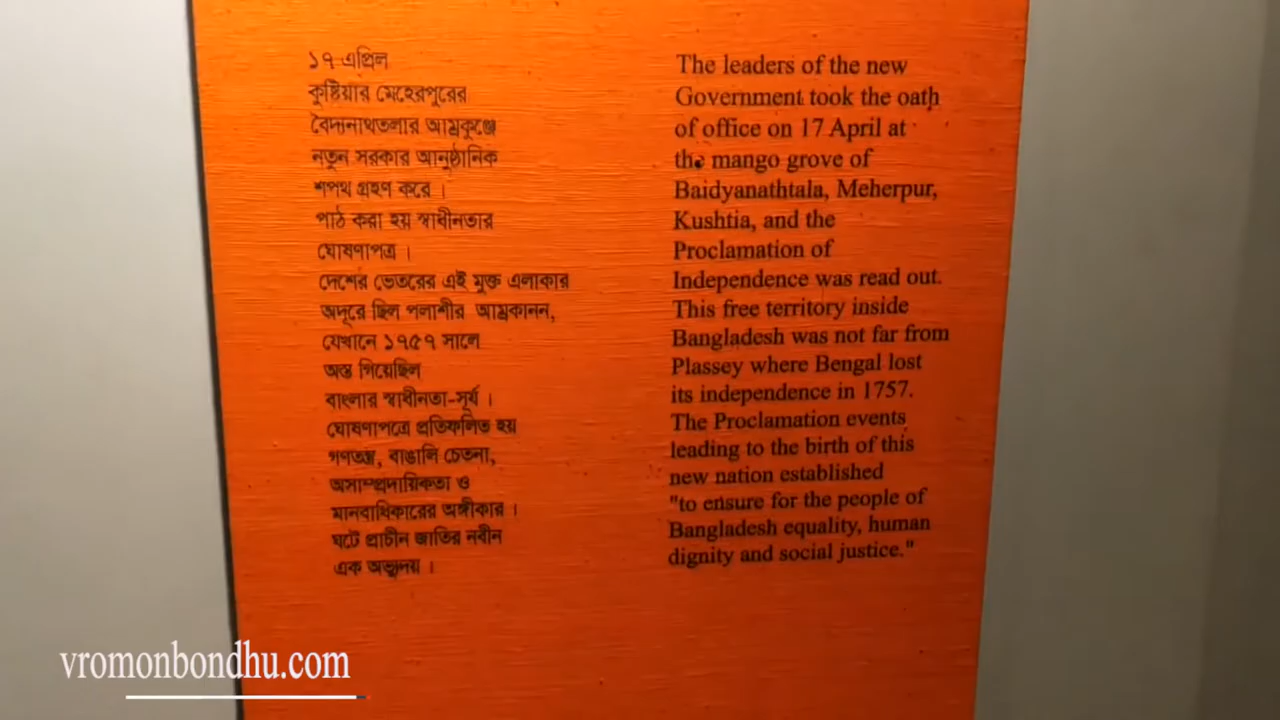 ১৭ এপ্রিল
কুষ্টিয়ার মেহেরপুরের
বৈদ্যনাথতলার আম্রকুঞ্জে
নতুন সরকার আনুষ্ঠানিক
শপথ গ্রহণ করে।
পাঠ করা হয় স্বাধীনতার
ঘোষণাপত্র।
দেশের ভেতরের এই মুক্ত এলাকার
অদূরে ছিল পলাশীর আম্রকানন,
যেখানে ১৭৫৭ সালে
অস্ত গিয়েছিল
বাংলার স্বাধীনতা-সূর্য।
ঘোষণাপত্রে প্রতিফলিত হয়
গণতন্ত্র, বাঙালি চেতনা,
অসাম্প্রদায়িকতা ও
মানবাধিকারের অঙ্গীকার।
ঘটে প্রাচীন জাতির নবীন
এক অভ্যুদয়।
The leaders of the new
Government took the oath
of office on 17 April at
the mango grove of
Baidyanathtala, Meherpur,
Kushtia, and the
Proclamation of
Independence was read out.
This free territory inside
Bangladesh was not far from
Plassey where Bengal lost
its independence in 1757.
The Proclamation events
leading to the birth of this
new nation established
"to ensure for the people of
Bangladesh equality, human
dignity and social justice."
vromonbondhu.com